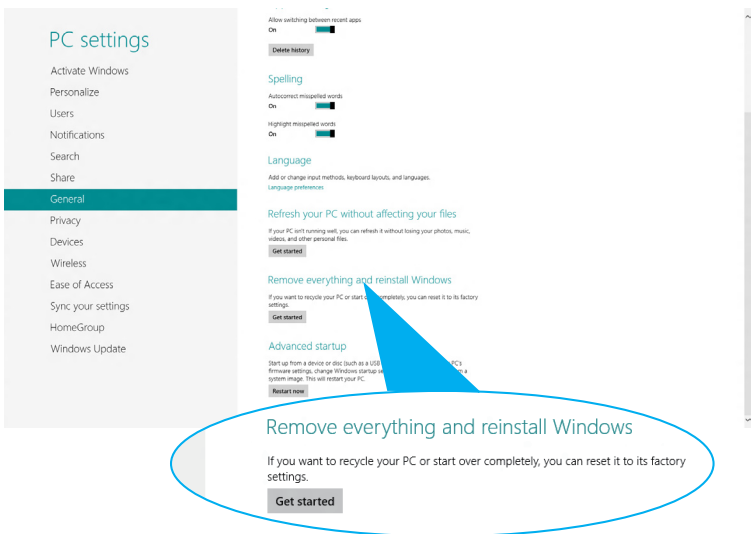 PC settings
Activate Windows
Personalize
Users
Notifications
Search
Share
General
Privacy
Devices
Wireless
Ease of Access
Sync your settings
HomeGroup
Windows Update
Allow switching between recent apps
On
Delete history
Spelling
Autocorrect misspelled words
On
Highlight misspelled words
On
Language
Add or change input methods, keyboard layouts, and languages.
Language preferences
Refresh your PC without affecting your files
If your PC isn't running well, you can refresh it without losing your photos, music,
videos, and other personal files.
Get started
Remove everything and reinstall Windows
If you want to recycle your PC or start completely, you can reset it to its factory
settings.
Get started
Advanced startup
Start up from a device or disc (such as a USB PC's
firmware settings, change Windows startup a
system image. This will restart your PC.
Restart now
Remove everything and reinstall Windows
If you want to recycle your PC or start over completely, you can reset it to its factory
settings.
Get started